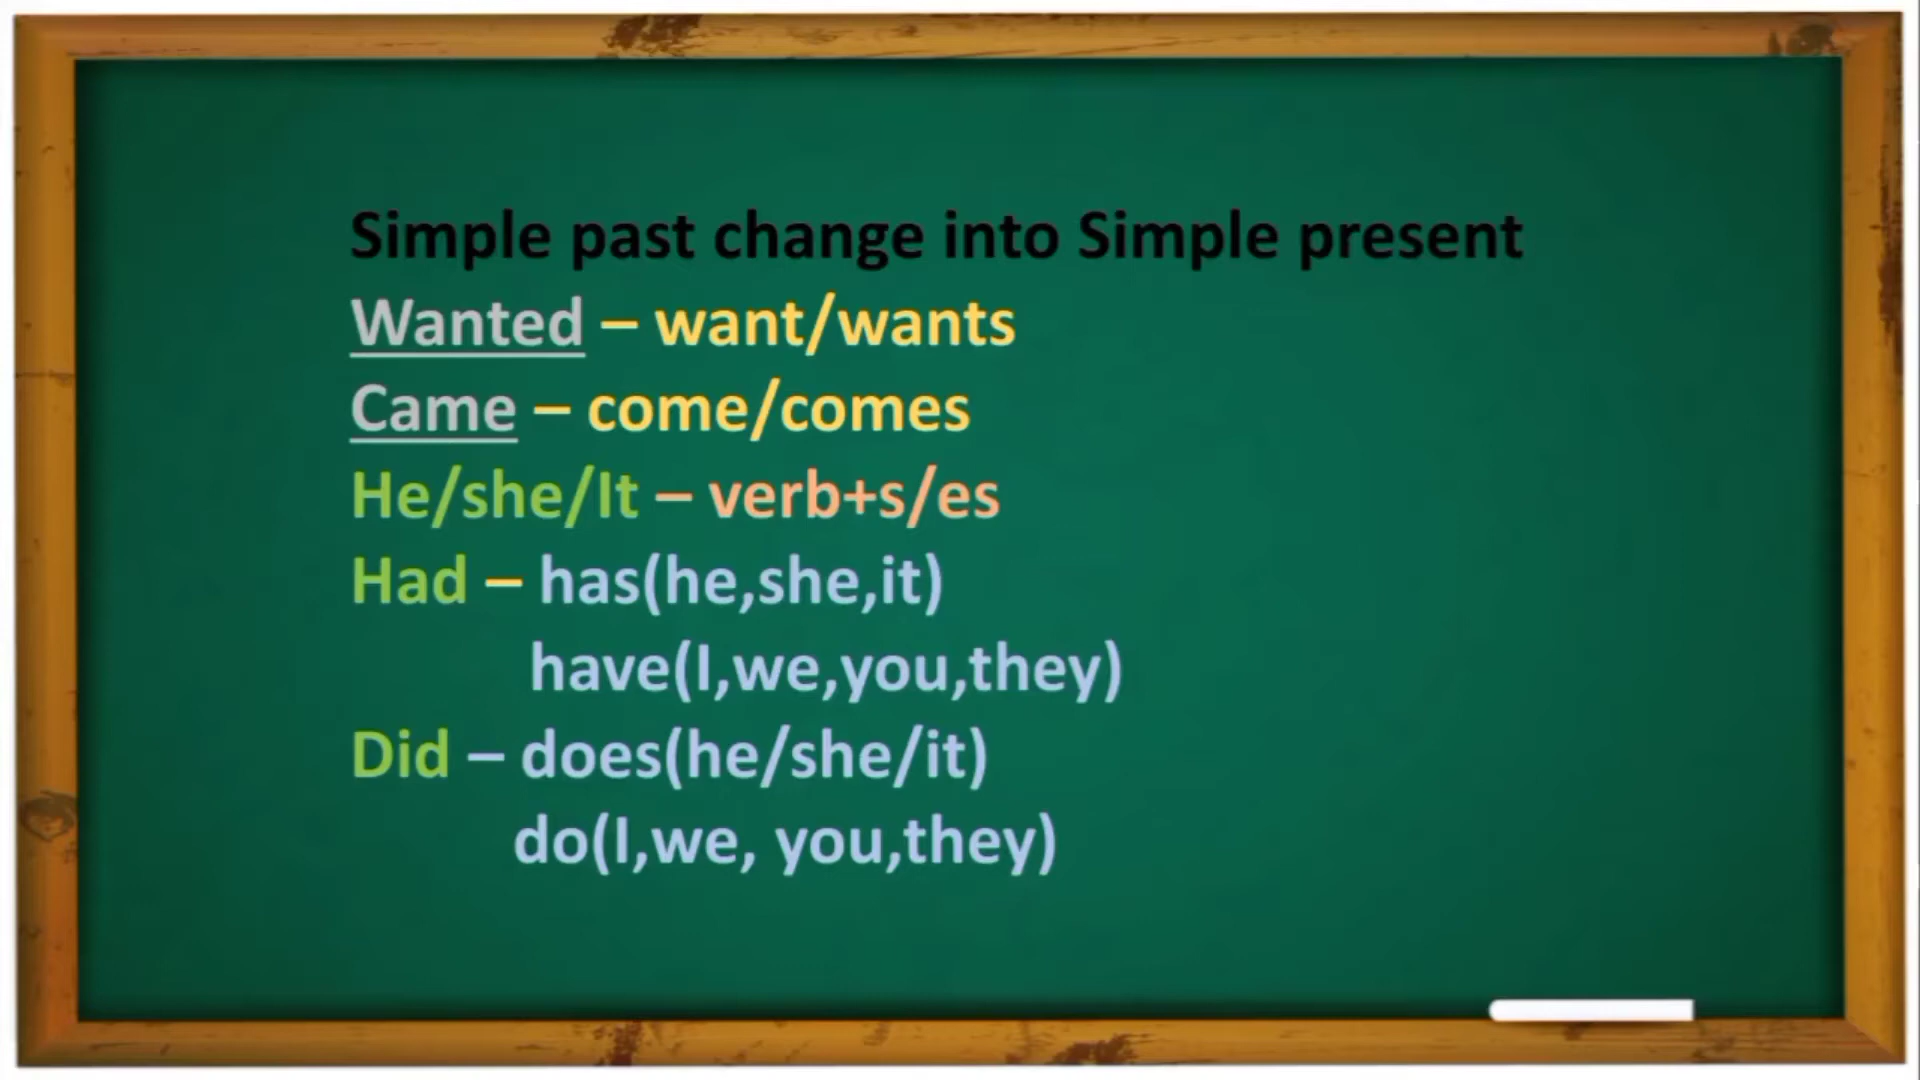 Simple past change into Simple present
Wanted – want/wants
Came – come/comes
He/she/It – verb+s/es
Had – has(he,she,it)
have(I,we,you,they)
Did – does(he/she/it)
do(I,we, you,they)